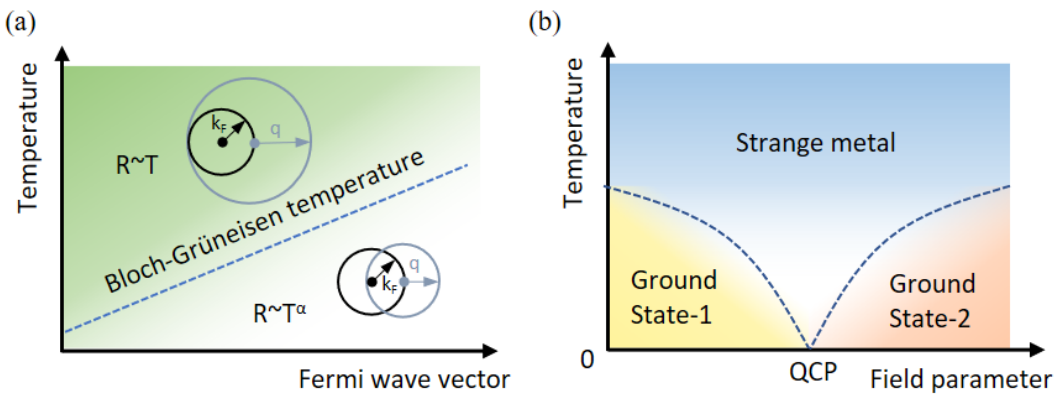 (a)
Temperature
R~T
k_F
q
Bloch-Grüneisen temperature
q
k_F
R~T^α
Fermi wave vector
(b)
Temperature
Strange metal
Ground
State-1
Ground
State-2
0
QCP
Field parameter